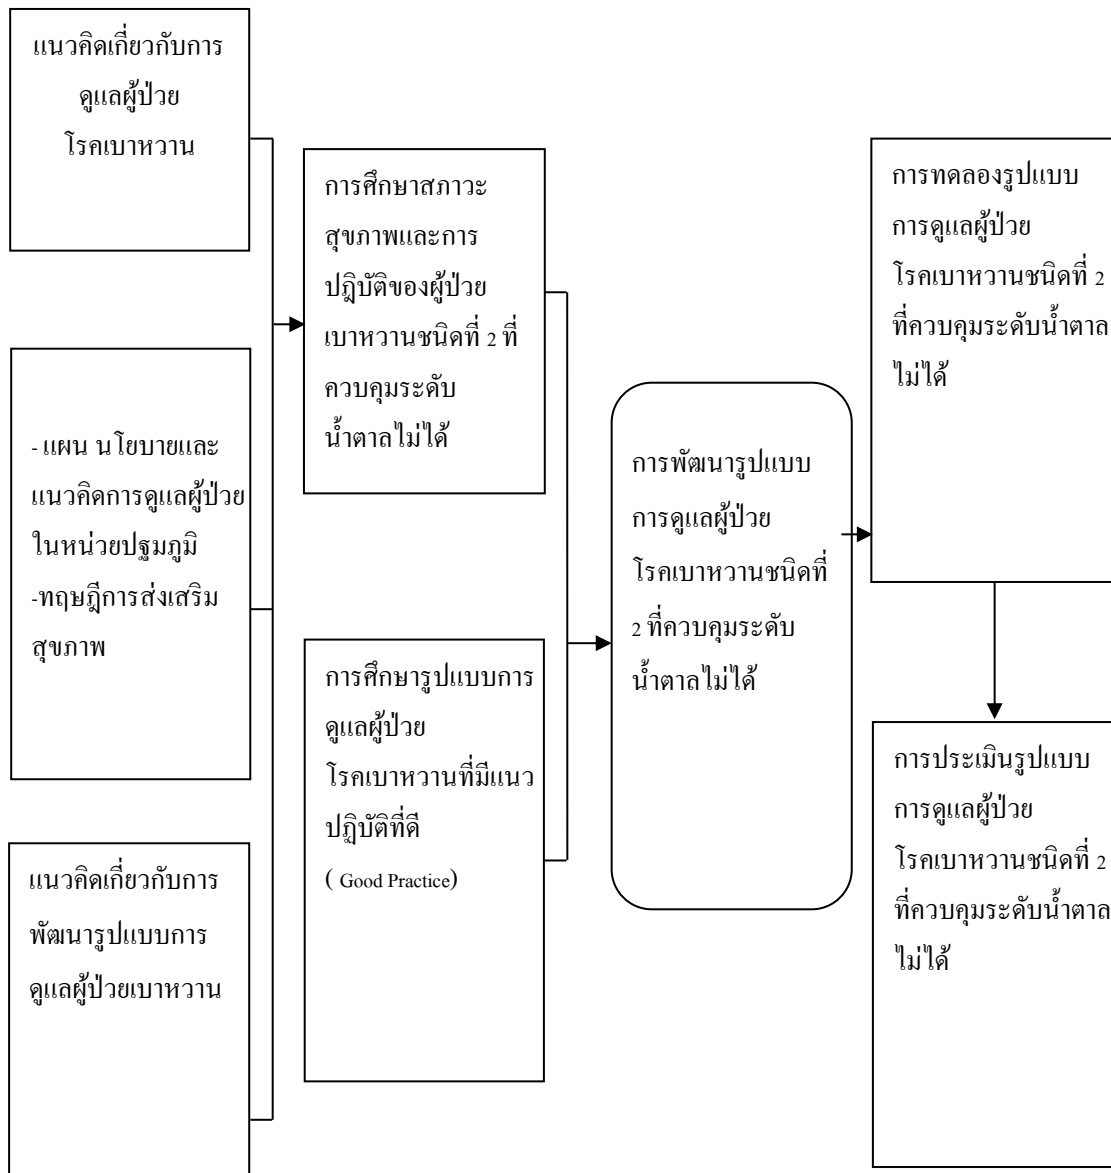 แนวคิดเกี่ยวกับการ
ดูแลผู้ป่วย
โรคเบาหวาน
- แผน นโยบายและ
แนวคิดการดูแลผู้ป่วย
ในหน่วยปฐมภูมิ
-ทฤษฎีการส่งเสริม
สุขภาพ
แนวคิดเกี่ยวกับการ
พัฒนารูปแบบการ
ดูแลผู้ป่วยเบาหวาน
การศึกษาสภาวะ
สุขภาพและการ
ปฎิบัติของผู้ป่วย
เบาหวานชนิดที่ 2 ที่
ควบคุมระดับ
น้ำตาลไม่ได้
การศึกษารูปแบบการ
ดูแลผู้ป่วย
โรคเบาหวานที่มีแนว
ปฏิบัติที่ดี
( Good Practice)
การพัฒนารูปแบบ
การดูแลผู้ป่วย
โรคเบาหวานชนิดที่
2 ที่ควบคุมระดับ
น้ำตาลไม่ได้
การทดลองรูปแบบ
การดูแลผู้ป่วย
โรคเบาหวานชนิดที่ 2
ที่ควบคุมระดับน้ำตาล
ไม่ได้
การประเมินรูปแบบ
การดูแลผู้ป่วย
โรคเบาหวานชนิดที่ 2
ที่ควบคุมระดับน้ำตาล
ไม่ได้